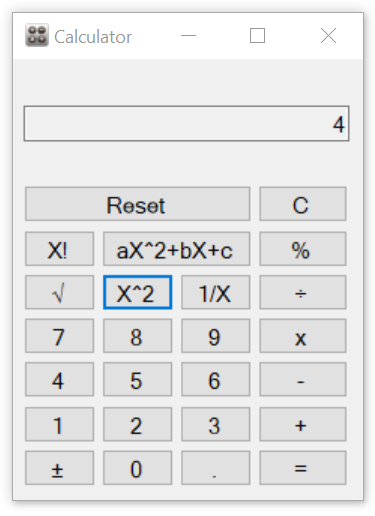 Calculator
4
Reset C
X! aX^2+bX+c %
√ X^2 1/X ÷
7 8 9 x
4 5 6 -
1 2 3 +
± 0 . =